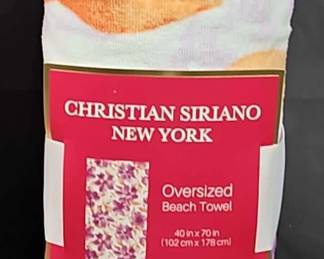 CHRISTIAN SIRIANO
NEW YORK
Oversized
Beach Towel
40 in x 70 in
(102 cm x 178 cm)